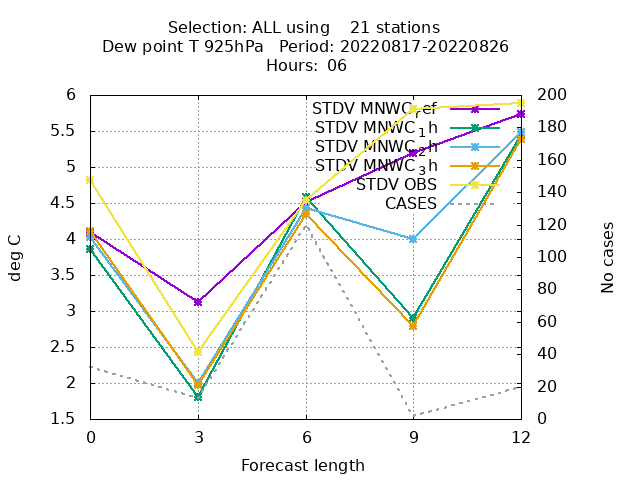 Selection: ALL using    21 stations
Dew point T 925hPa   Period: 20220817-20220826
Hours:  06
6
5.5
5
4.5
4
3.5
3
2.5
2
1.5
200
180
160
140
120
100
80
60
40
20
0
STDV MNWC_ref
STDV MNWC_1h
STDV MNWC_2h
STDV MNWC_3h
STDV OBS
CASES
deg C
No cases
0 3 6 9 12
Forecast length